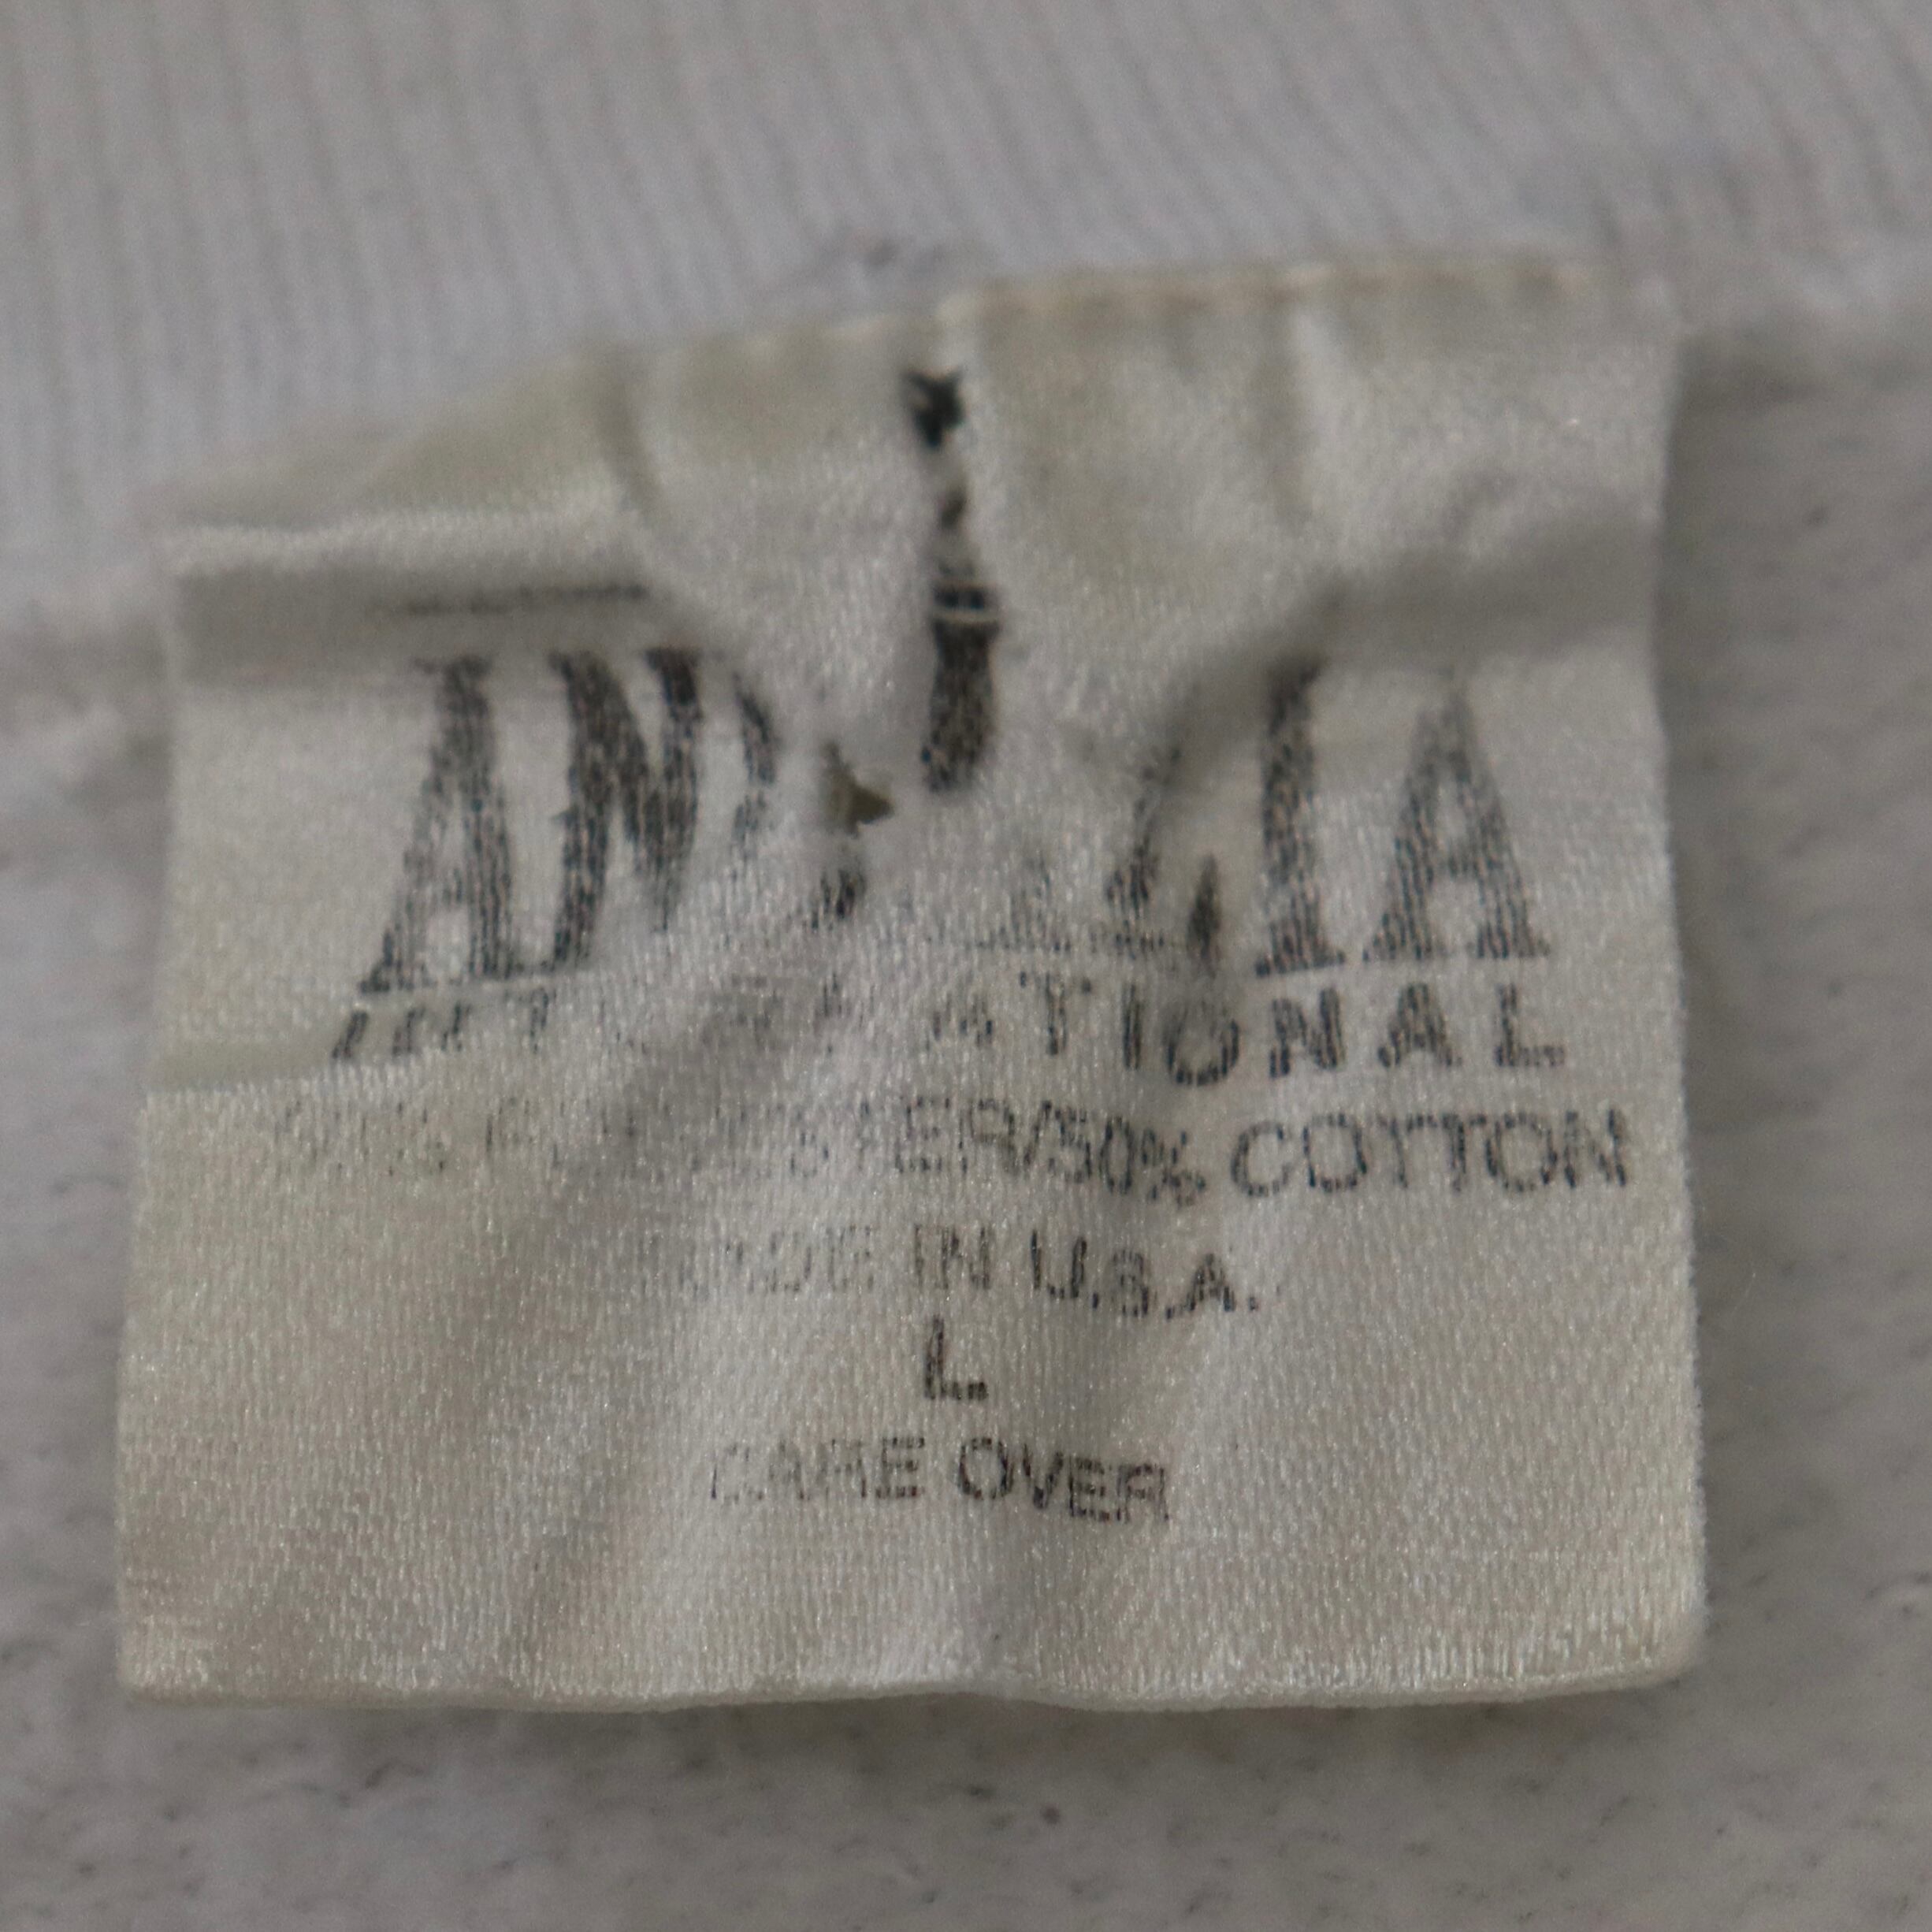 INTERNATIONAL
50% POLYESTER/50% COTTON
MADE IN U.S.A.
L
CARE OVER